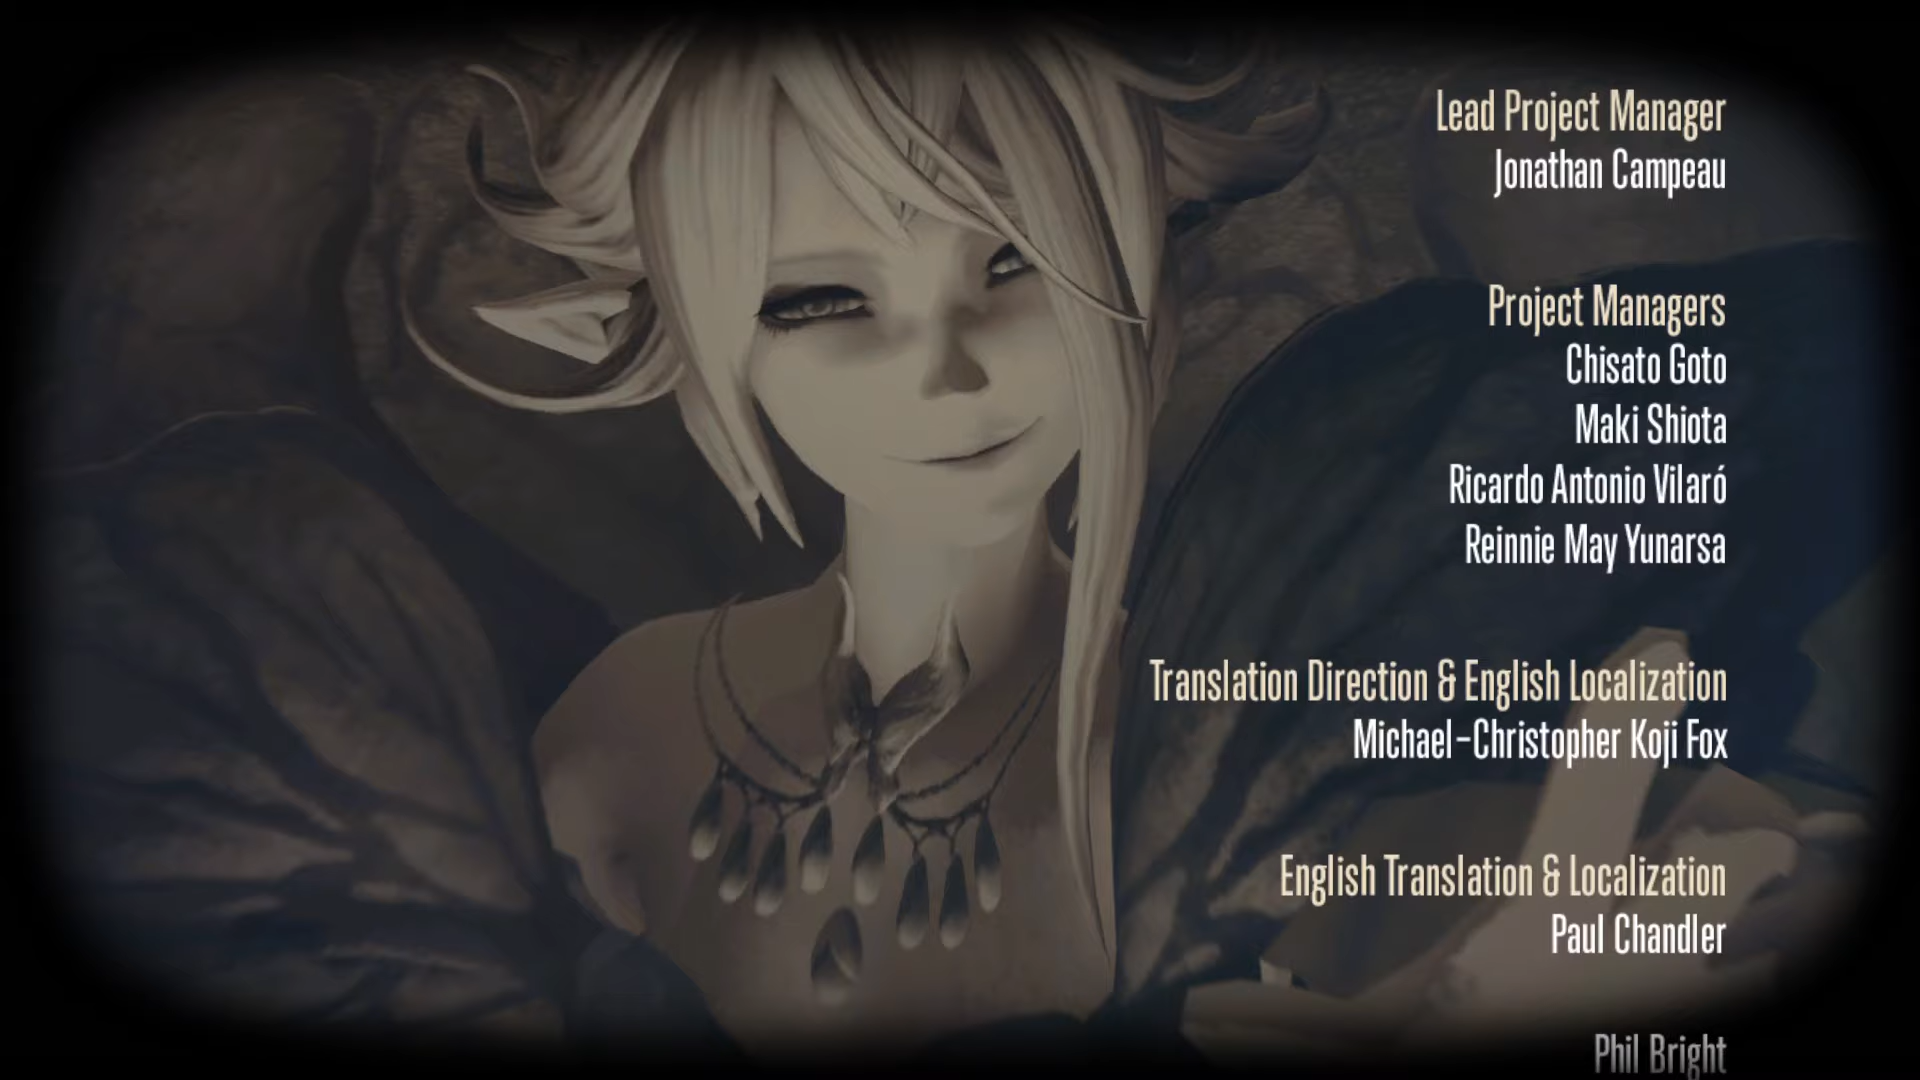 Lead Project Manager
Jonathan Campeau
Project Managers
Chisato Goto
Maki Shiota
Ricardo Antonio Vilaró
Reinnie May Yunarsa
Translation Direction & English Localization
Michael-Christopher Koji Fox
English Translation & Localization
Paul Chandler
Phil Bright